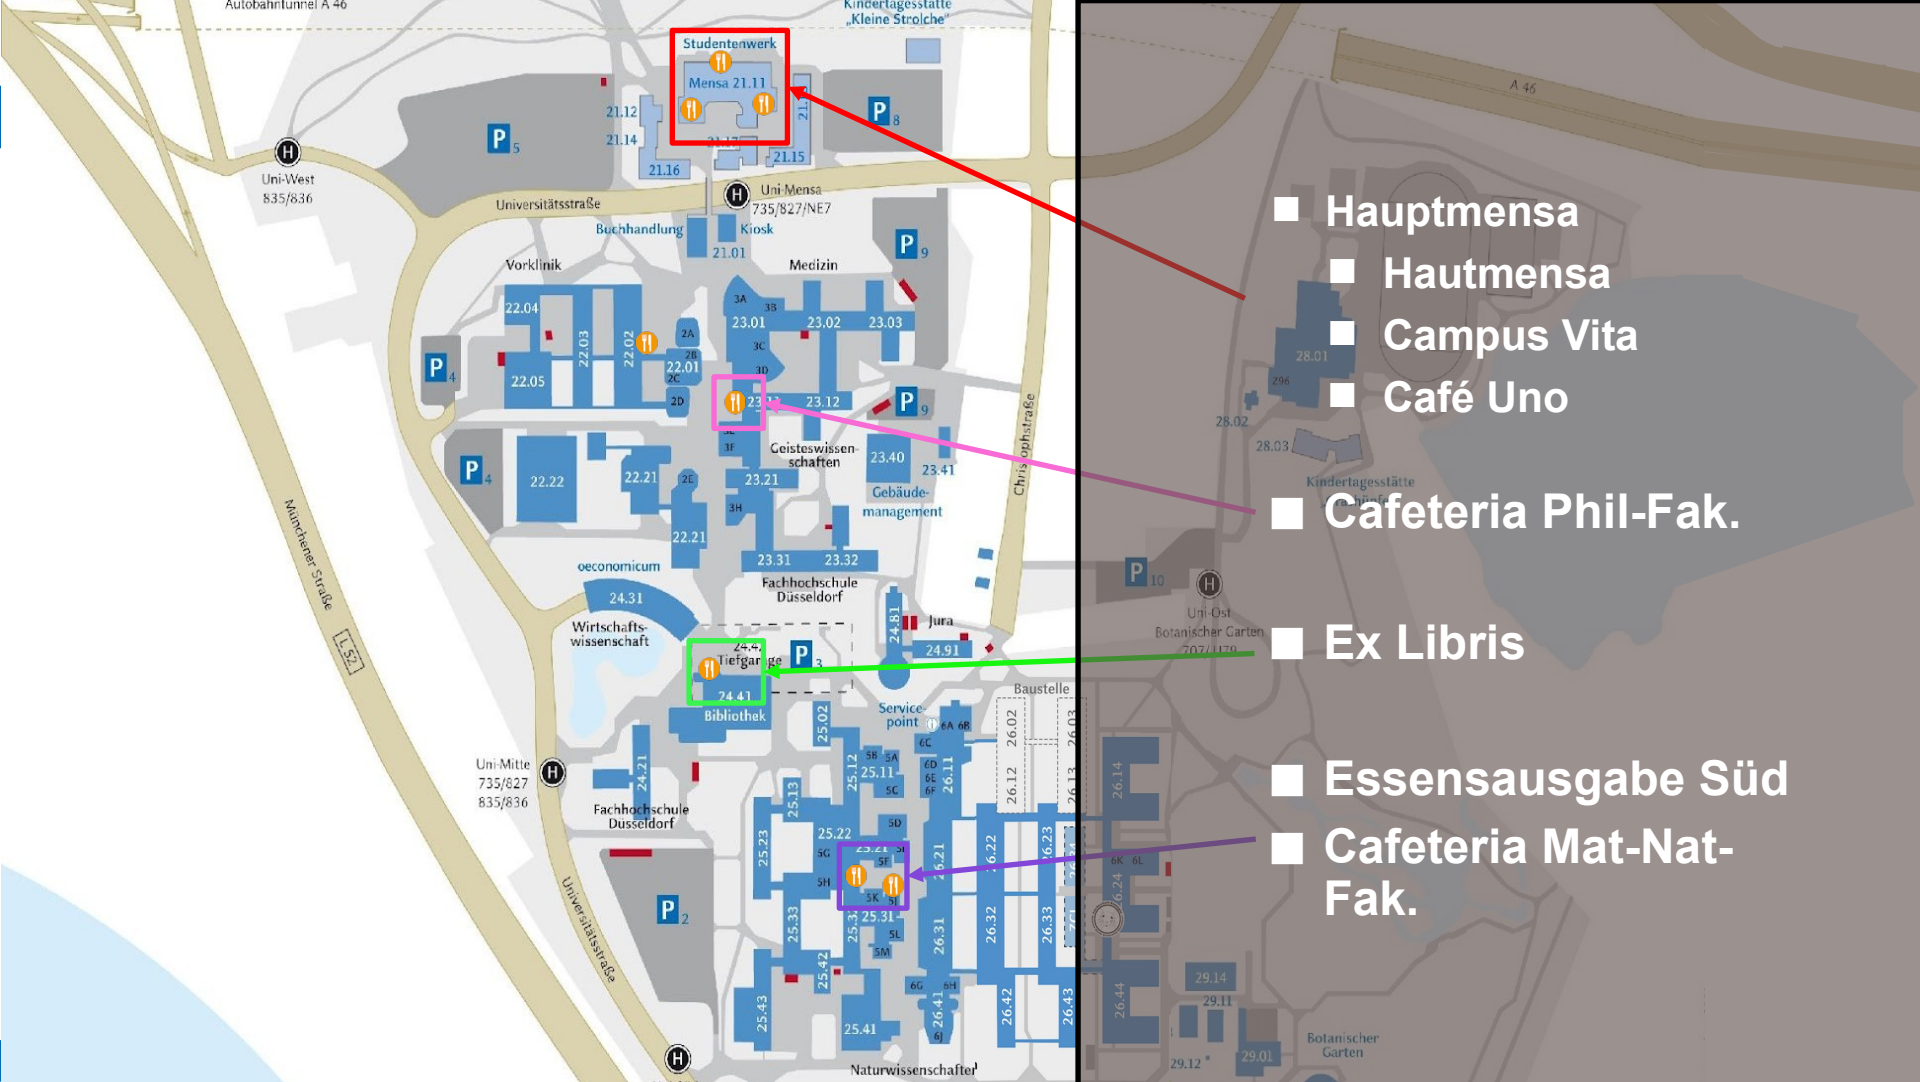 Autobahntunnel A 46
Kindertagesstätte
„Kleine Strolche“
Studentenwerk
Mensa 21.11
21.12
21.14
21.16
21.17
21.15
P 5
P 8
A 46
H
Uni-West
835/836
Universitätsstraße
H
Uni-Mensa
735/827/NE7
Buchhandlung
Kiosk
21.01
P 9
Vorklinik
Medizin
22.04
22.03
22.02
22.05
2A
2B
22.01
2C
2D
3A
3B
23.01
23.02
23.03
3C
3D
23.12
P 4
P 9
3F
Geisteswissen-
schaften
23.40
23.41
Gebäude-
management
P 4
22.22
22.21
2E
23.21
3H
22.21
23.31
23.32
Christophstraße
Münchener Straße
L 52
oeconomicum
24.31
Wirtschafts-
wissenschaft
Fachhochschule
Düsseldorf
24.81
Jura
24.91
Tiefgarage
P 3
24.41
Bibliothek
Baustelle
Service-
point
6A 6B
6C
6D
6E
6F
26.11
26.02
26.03
26.12
26.13
26.14
25.02
25.12
5B 5A
25.11
5C
5D
Uni-Mitte
735/827
835/836
H
24.21
Fachhochschule
Düsseldorf
25.13
25.23
25.22
25.21
5G
5F
5H
5K
26.21
26.22
26.23
6K 6L
26.24
P 2
25.33
25.31
5L
5M
26.31
26.32
26.33
25.42
25.43
25.41
6G
6H
26.41
6J
26.42
26.43
26.44
Universitätsstraße
H
Naturwissenschaften
28.01
Z96
28.02
28.03
Kindertagesstätte
P 10
H
Uni-Ost
Botanischer Garten
707/U79
29.14
29.11
29.12
29.01
Botanischer
Garten
■ Hauptmensa
■ Hautmensa
■ Campus Vita
■ Café Uno
■ Cafeteria Phil-Fak.
■ Ex Libris
■ Essensausgabe Süd
■ Cafeteria Mat-Nat-
Fak.